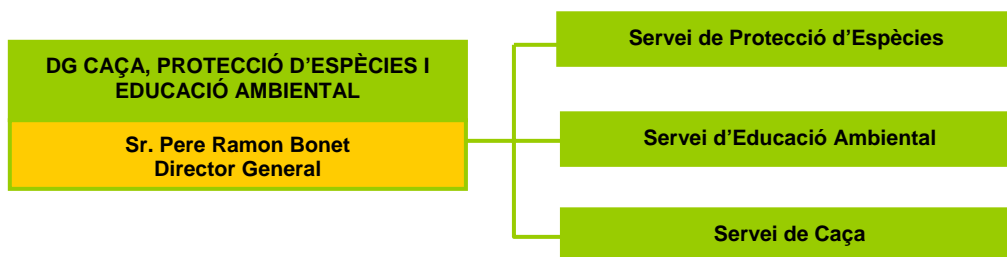 DG CAÇA, PROTECCIÓ D'ESPÈCIES I
EDUCACIÓ AMBIENTAL
Sr. Pere Ramon Bonet
Director General
Servei de Protecció d'Espècies
Servei d'Educació Ambiental
Servei de Caça